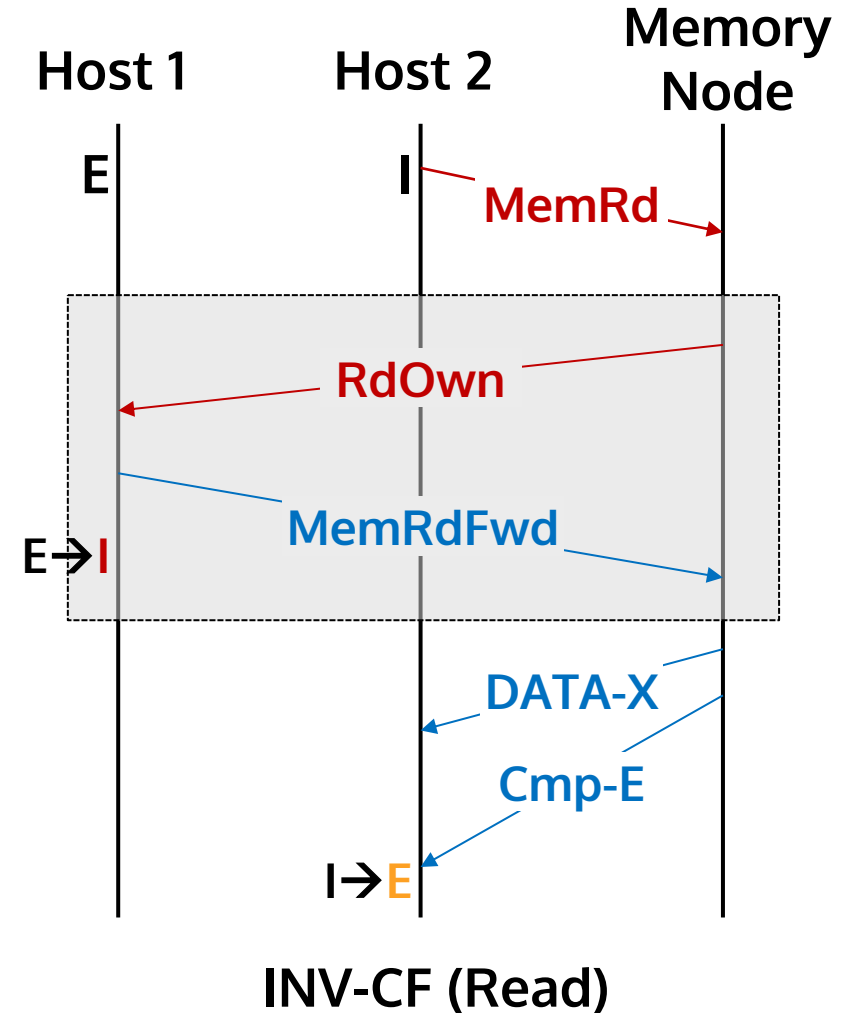 Host 1
Host 2
Memory
Node
E
I
MemRd
RdOwn
MemRdFwd
E→I
DATA-X
Cmp-E
I→E
INV-CF (Read)